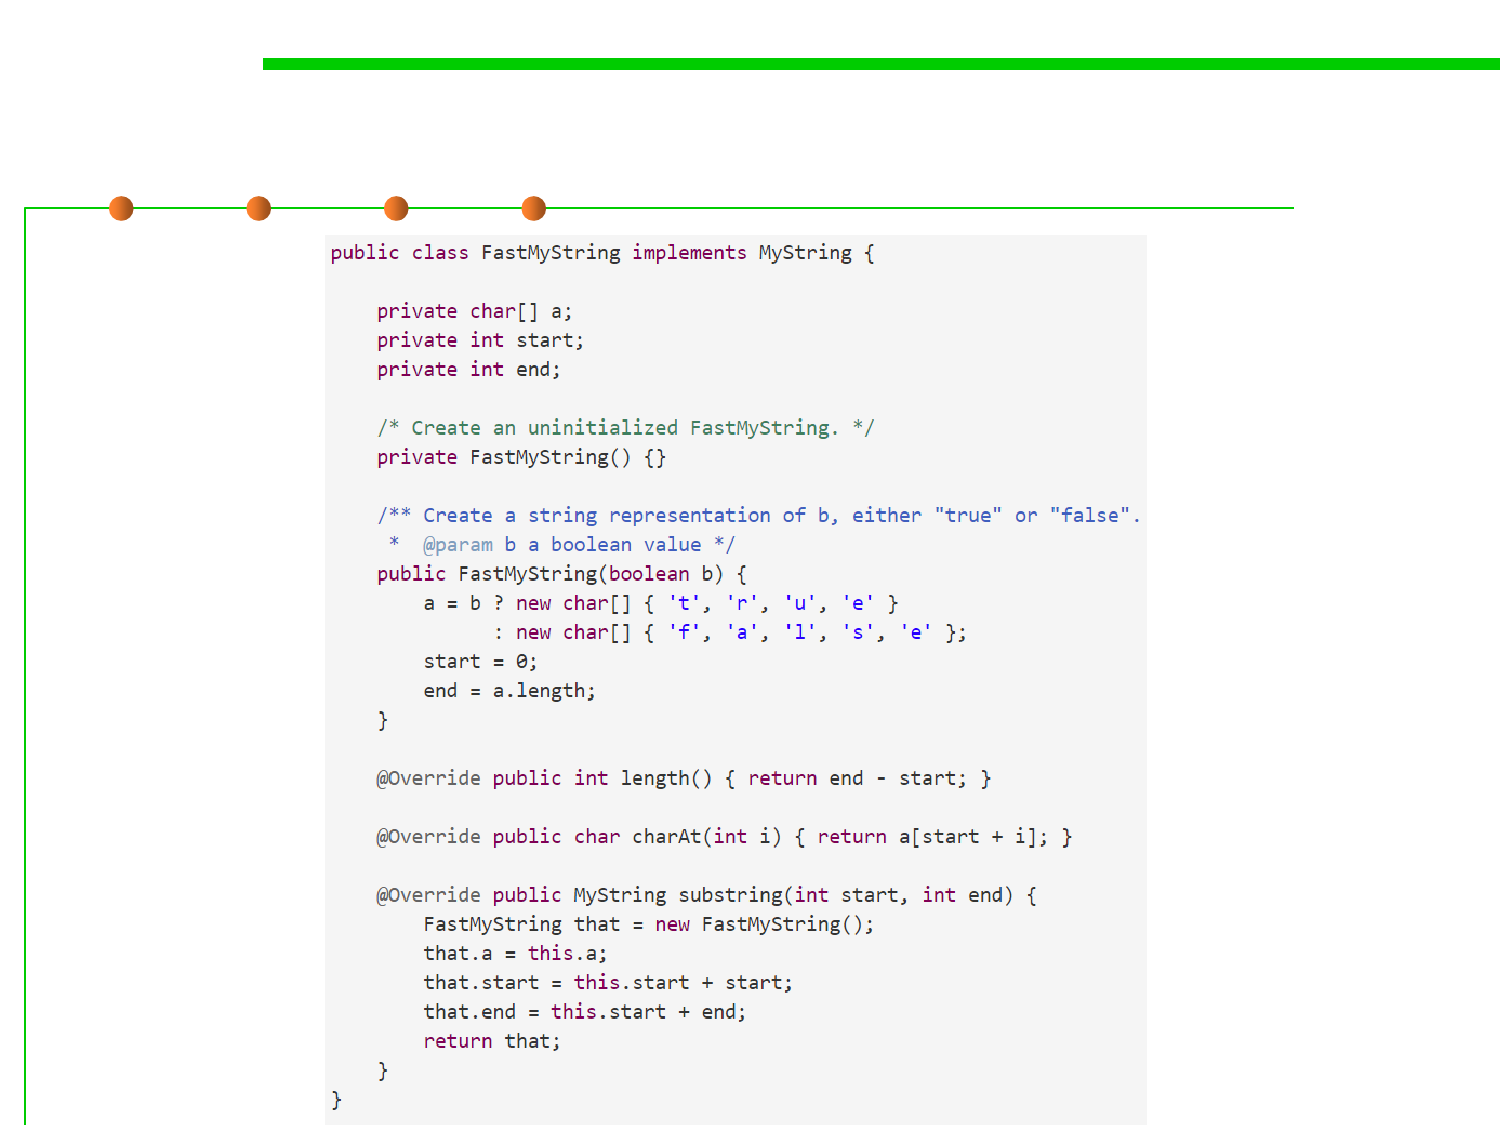 public class FastMyString implements MyString {
    private char[] a;
    private int start;
    private int end;
    /* Create an uninitialized FastMyString. */
    private FastMyString() {}
    /** Create a string representation of b, either "true" or "false".
     *  @param b a boolean value */
    public FastMyString(boolean b) {
        a = b ? new char[] { 't', 'r', 'u', 'e' }
              : new char[] { 'f', 'a', 'l', 's', 'e' };
        start = 0;
        end = a.length;
    }
    @Override public int length() { return end - start; }
    @Override public char charAt(int i) { return a[start + i]; }
    @Override public MyString substring(int start, int end) {
        FastMyString that = new FastMyString();
        that.a = this.a;
        that.start = this.start + start;
        that.end = this.start + end;
        return that;
    }
}